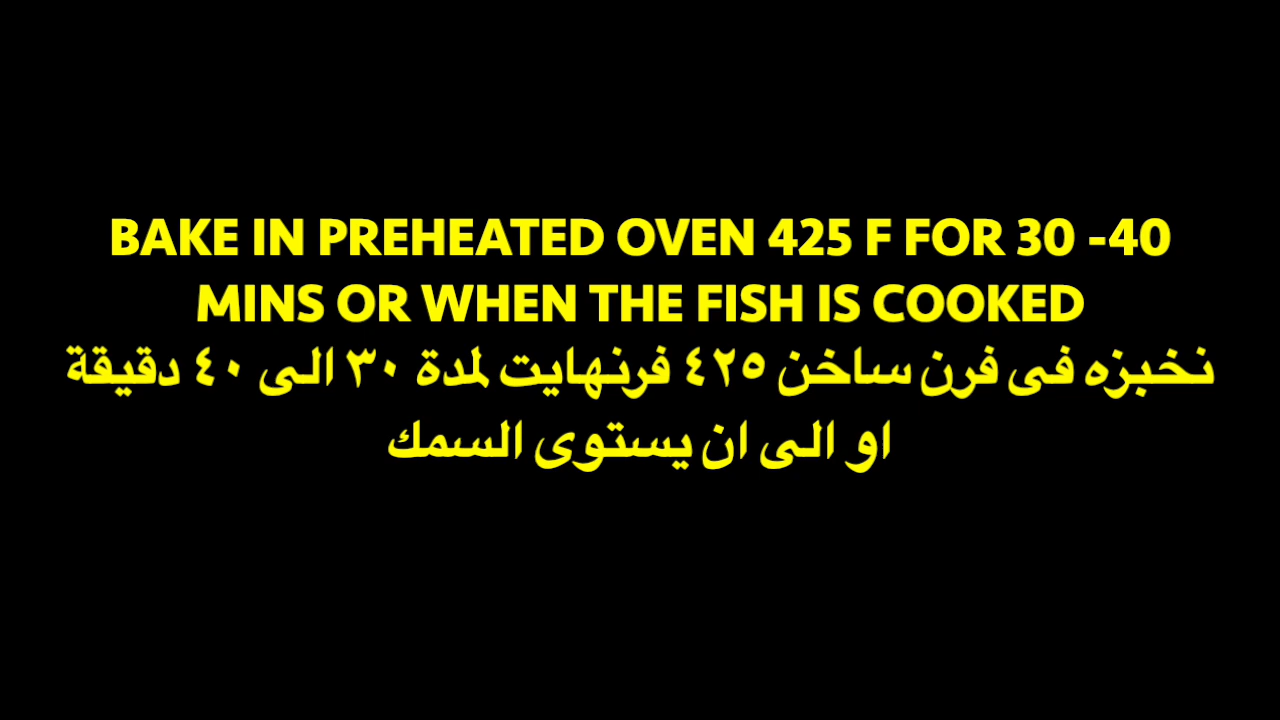 BAKE IN PREHEATED OVEN 425 F FOR 30 -40
MINS OR WHEN THE FISH IS COOKED
نخبزه فى فرن ساخن ٤٢٥ فرنهايت لمدة ٣٠ الى ٤٠ دقيقة
او الى ان يستوى السمك